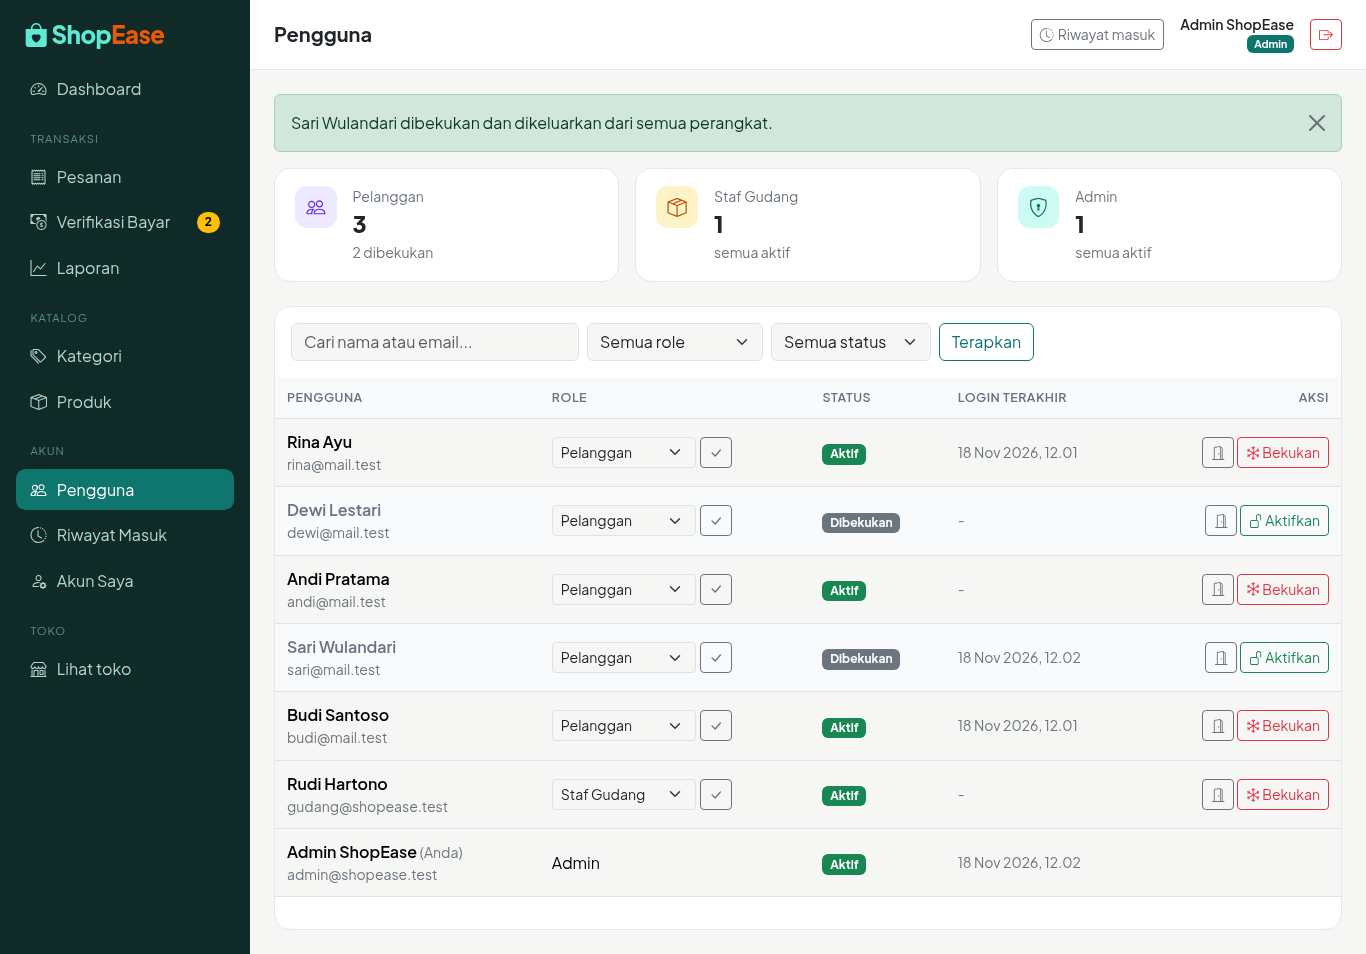 ShopEase
Dashboard
TRANSAKSI
Pesanan
Verifikasi Bayar 2
Laporan
KATALOG
Kategori
Produk
AKUN
Pengguna
Riwayat Masuk
Akun Saya
TOKO
Lihat toko
Pengguna
Riwayat masuk
Admin ShopEase
Admin
Sari Wulandari dibekukan dan dikeluarkan dari semua perangkat.
Pelanggan
3
2 dibekukan
Staf Gudang
1
semua aktif
Admin
1
semua aktif
Cari nama atau email... Semua role Semua status Terapkan
PENGGUNA ROLE STATUS LOGIN TERAKHIR AKSI
Rina Ayu
rina@mail.test
Pelanggan Aktif 18 Nov 2026, 12.01 Bekukan
Dewi Lestari
dewi@mail.test
Pelanggan Dibekukan - Aktifkan
Andi Pratama
andi@mail.test
Pelanggan Aktif - Bekukan
Sari Wulandari
sari@mail.test
Pelanggan Dibekukan 18 Nov 2026, 12.02 Aktifkan
Budi Santoso
budi@mail.test
Pelanggan Aktif 18 Nov 2026, 12.01 Bekukan
Rudi Hartono
gudang@shopease.test
Staf Gudang Aktif - Bekukan
Admin ShopEase (Anda)
admin@shopease.test
Admin Aktif 18 Nov 2026, 12.02